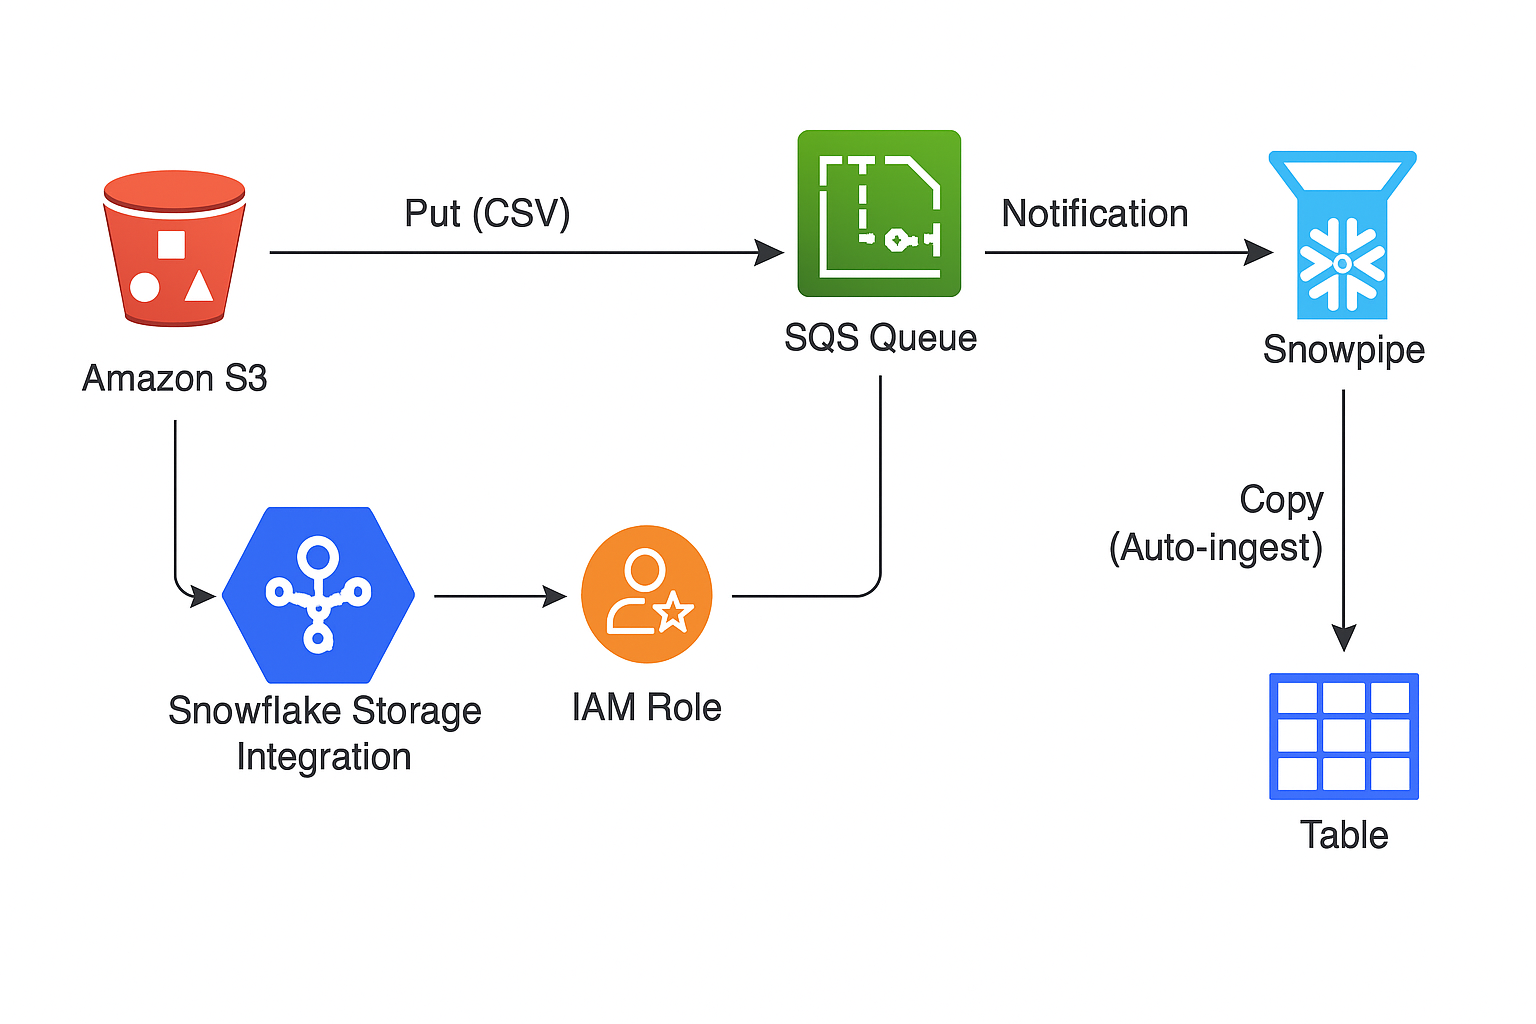 Put (CSV)
Notification
Amazon S3
SQS Queue
Snowpipe
Copy
(Auto-ingest)
Snowflake Storage
Integration
IAM Role
Table